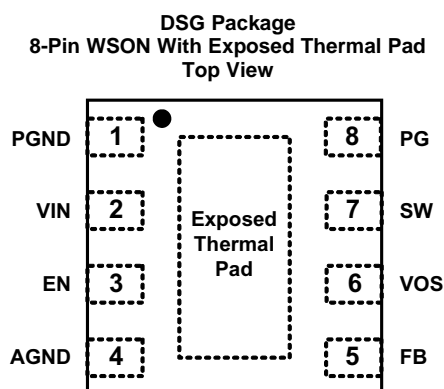 DSG Package
8-Pin WSON With Exposed Thermal Pad
Top View
PGND 1 8 PG
VIN 2 7 SW
Exposed
Thermal
Pad
EN 3 6 VOS
AGND 4 5 FB